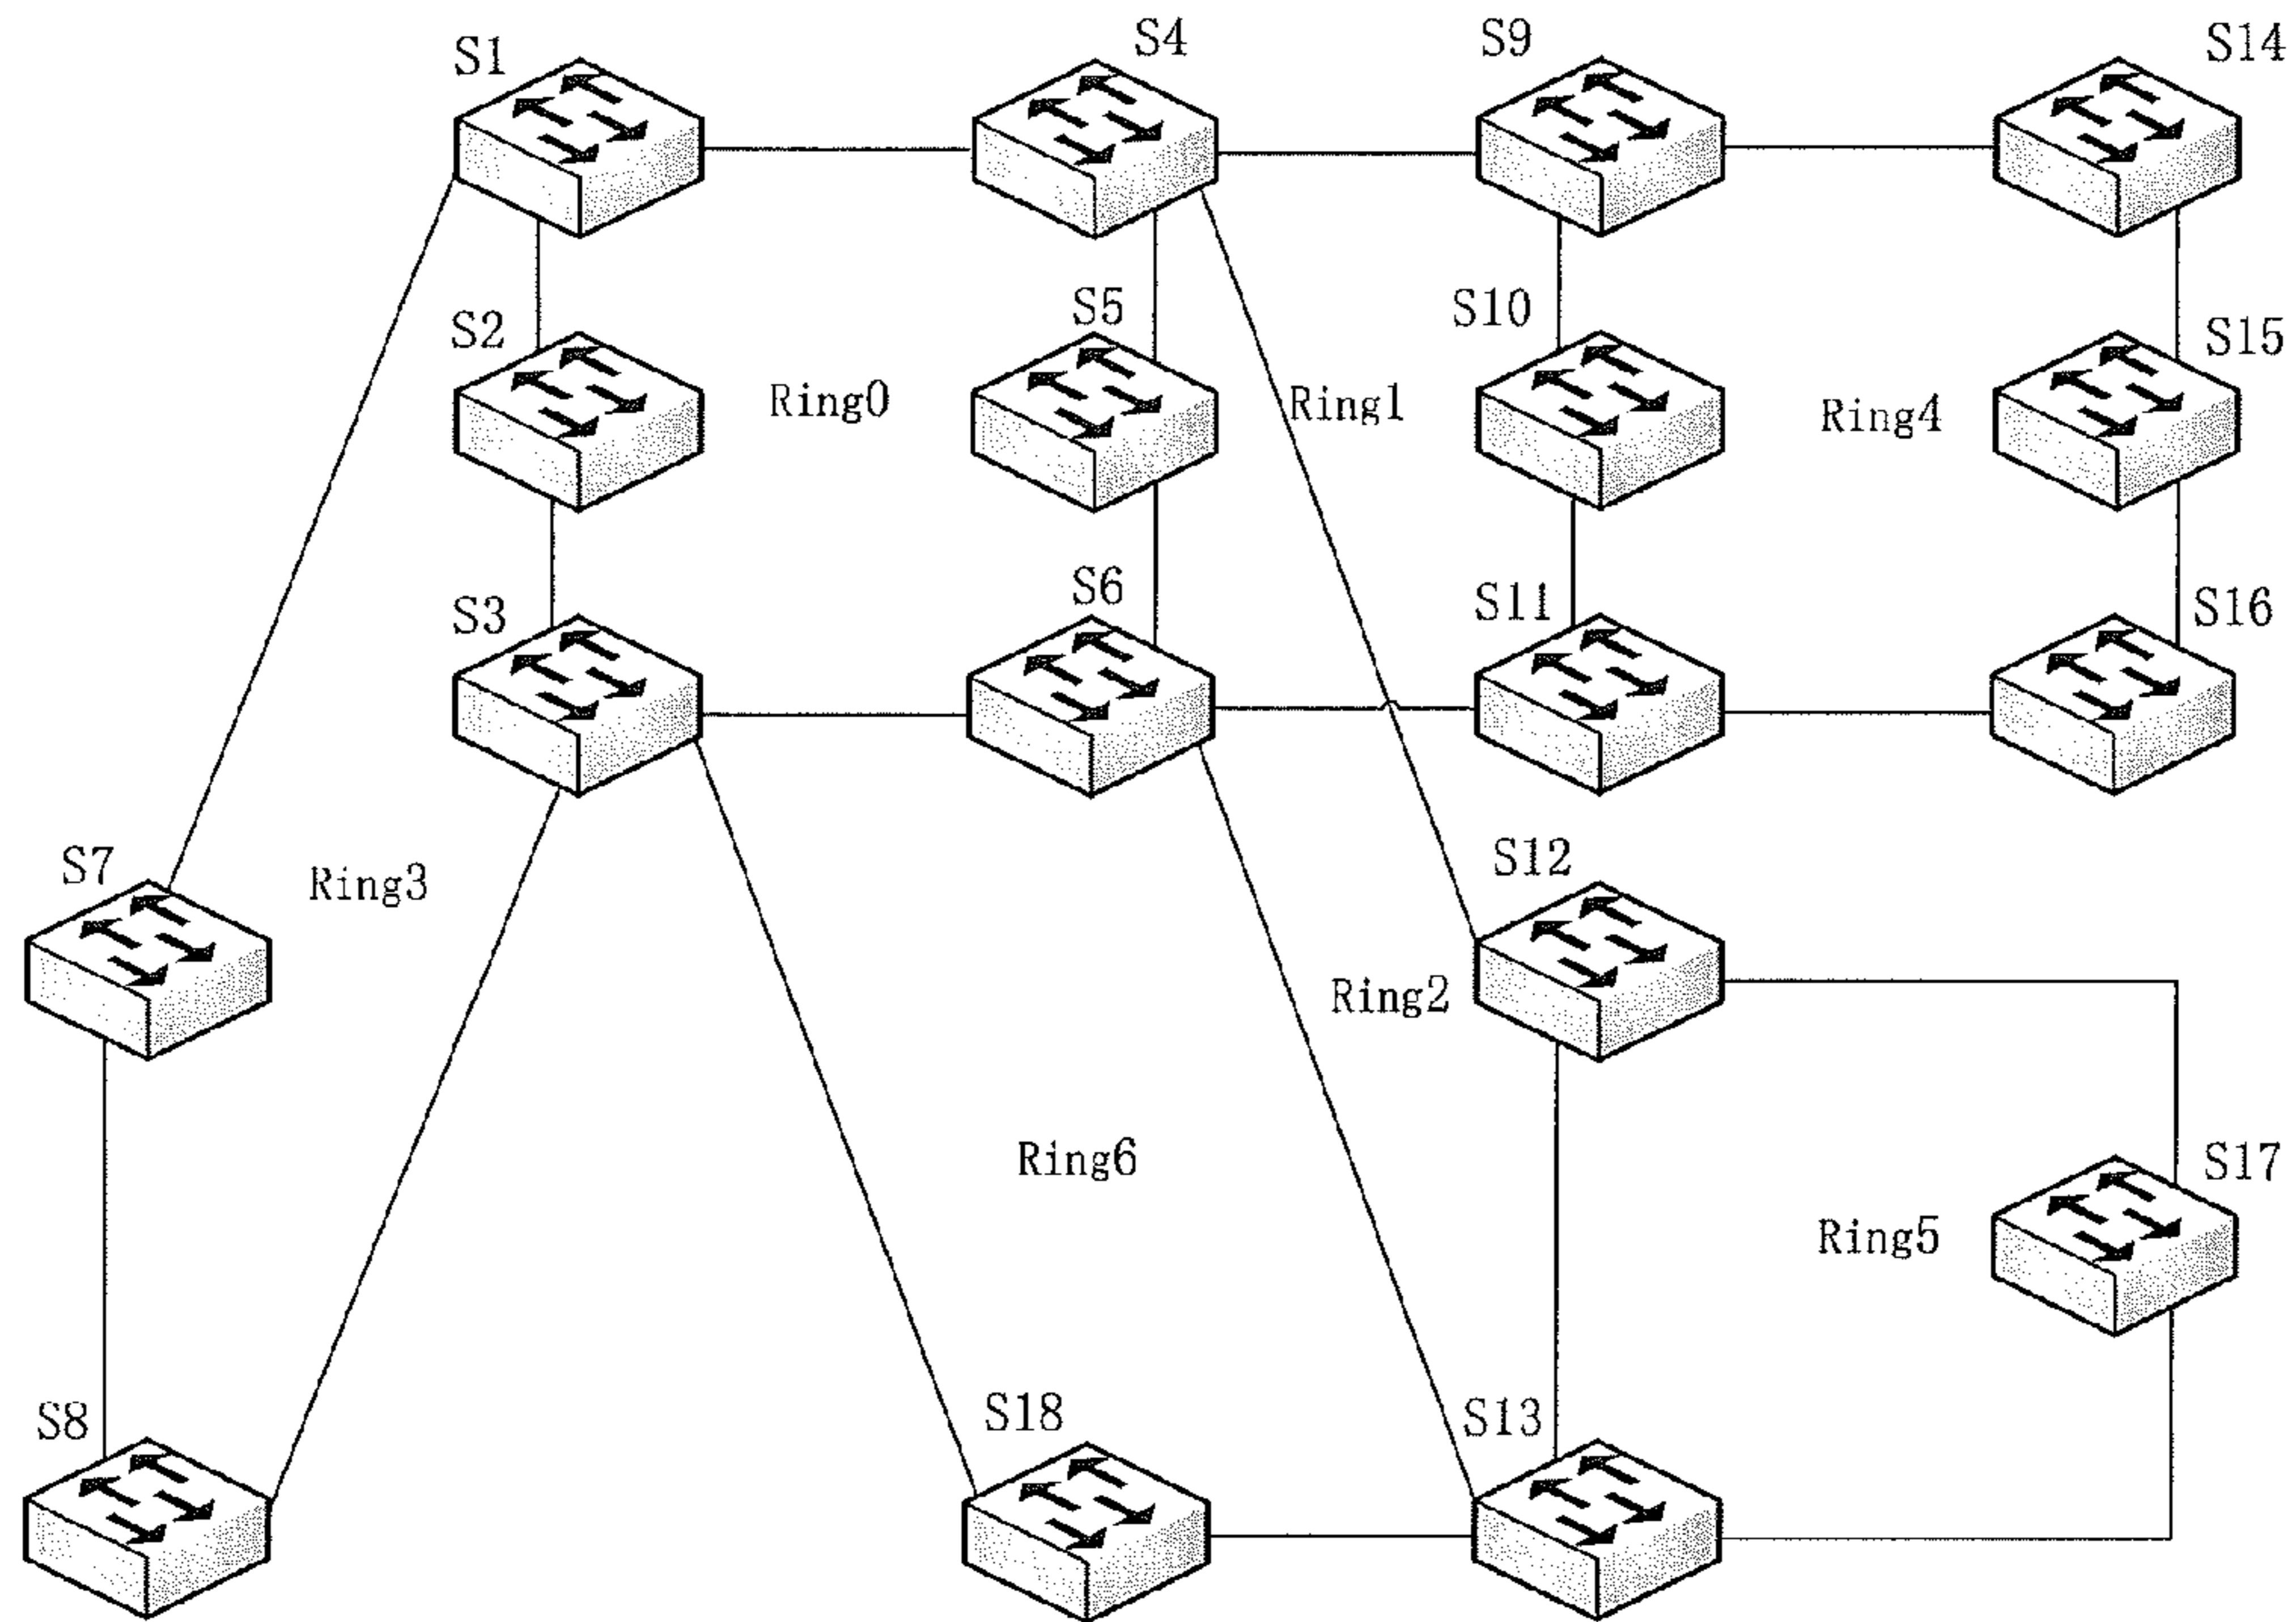 S1
S4
S9
S14
S2
S5
S10
S15
Ring0
Ring1
Ring4
S3
S6
S11
S16
S7
Ring3
S12
Ring2
Ring6
S17
Ring5
S8
S18
S13